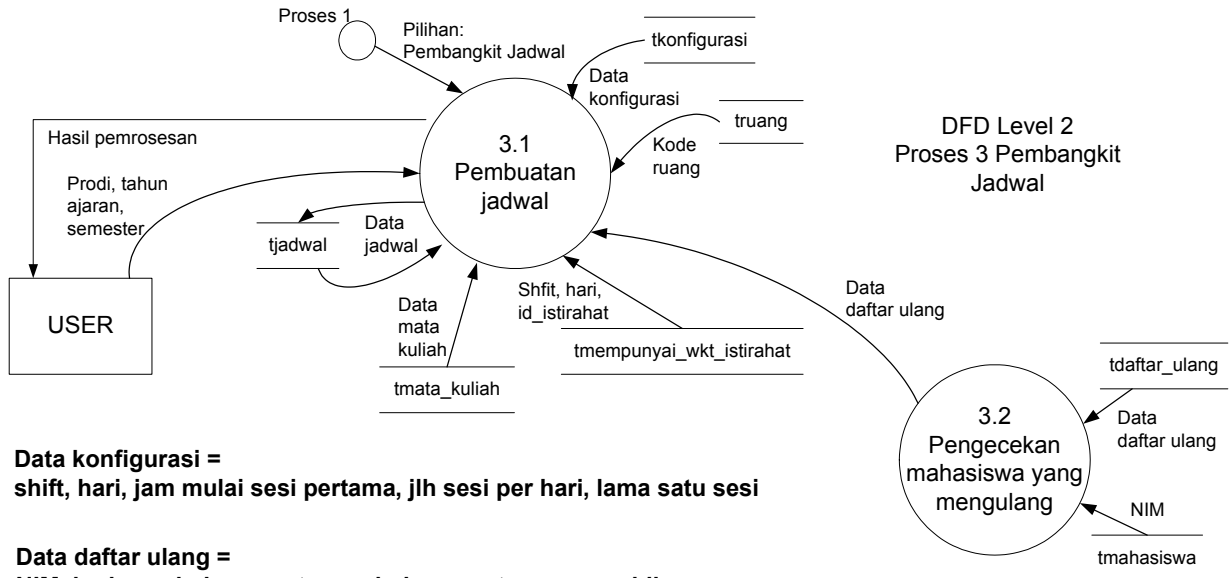 Proses 1
Pilihan:
Pembangkit Jadwal
tkonfigurasi
Data
konfigurasi
truang
Kode
ruang
DFD Level 2
Proses 3 Pembangkit
Jadwal
3.1
Pembuatan
jadwal
Hasil pemrosesan
Prodi, tahun
ajaran,
semester
tjadwal
Data
jadwal
USER
Data
mata
kuliah
tmata_kuliah
Shfit, hari,
id_istirahat
tmempunyai_wkt_istirahat
Data
daftar ulang
tdaftar_ulang
Data
daftar ulang
3.2
Pengecekan
mahasiswa yang
mengulang
NIM
tmahasiswa
Data konfigurasi =
shift, hari, jam mulai sesi pertama, jlh sesi per hari, lama satu sesi
Data daftar ulang =